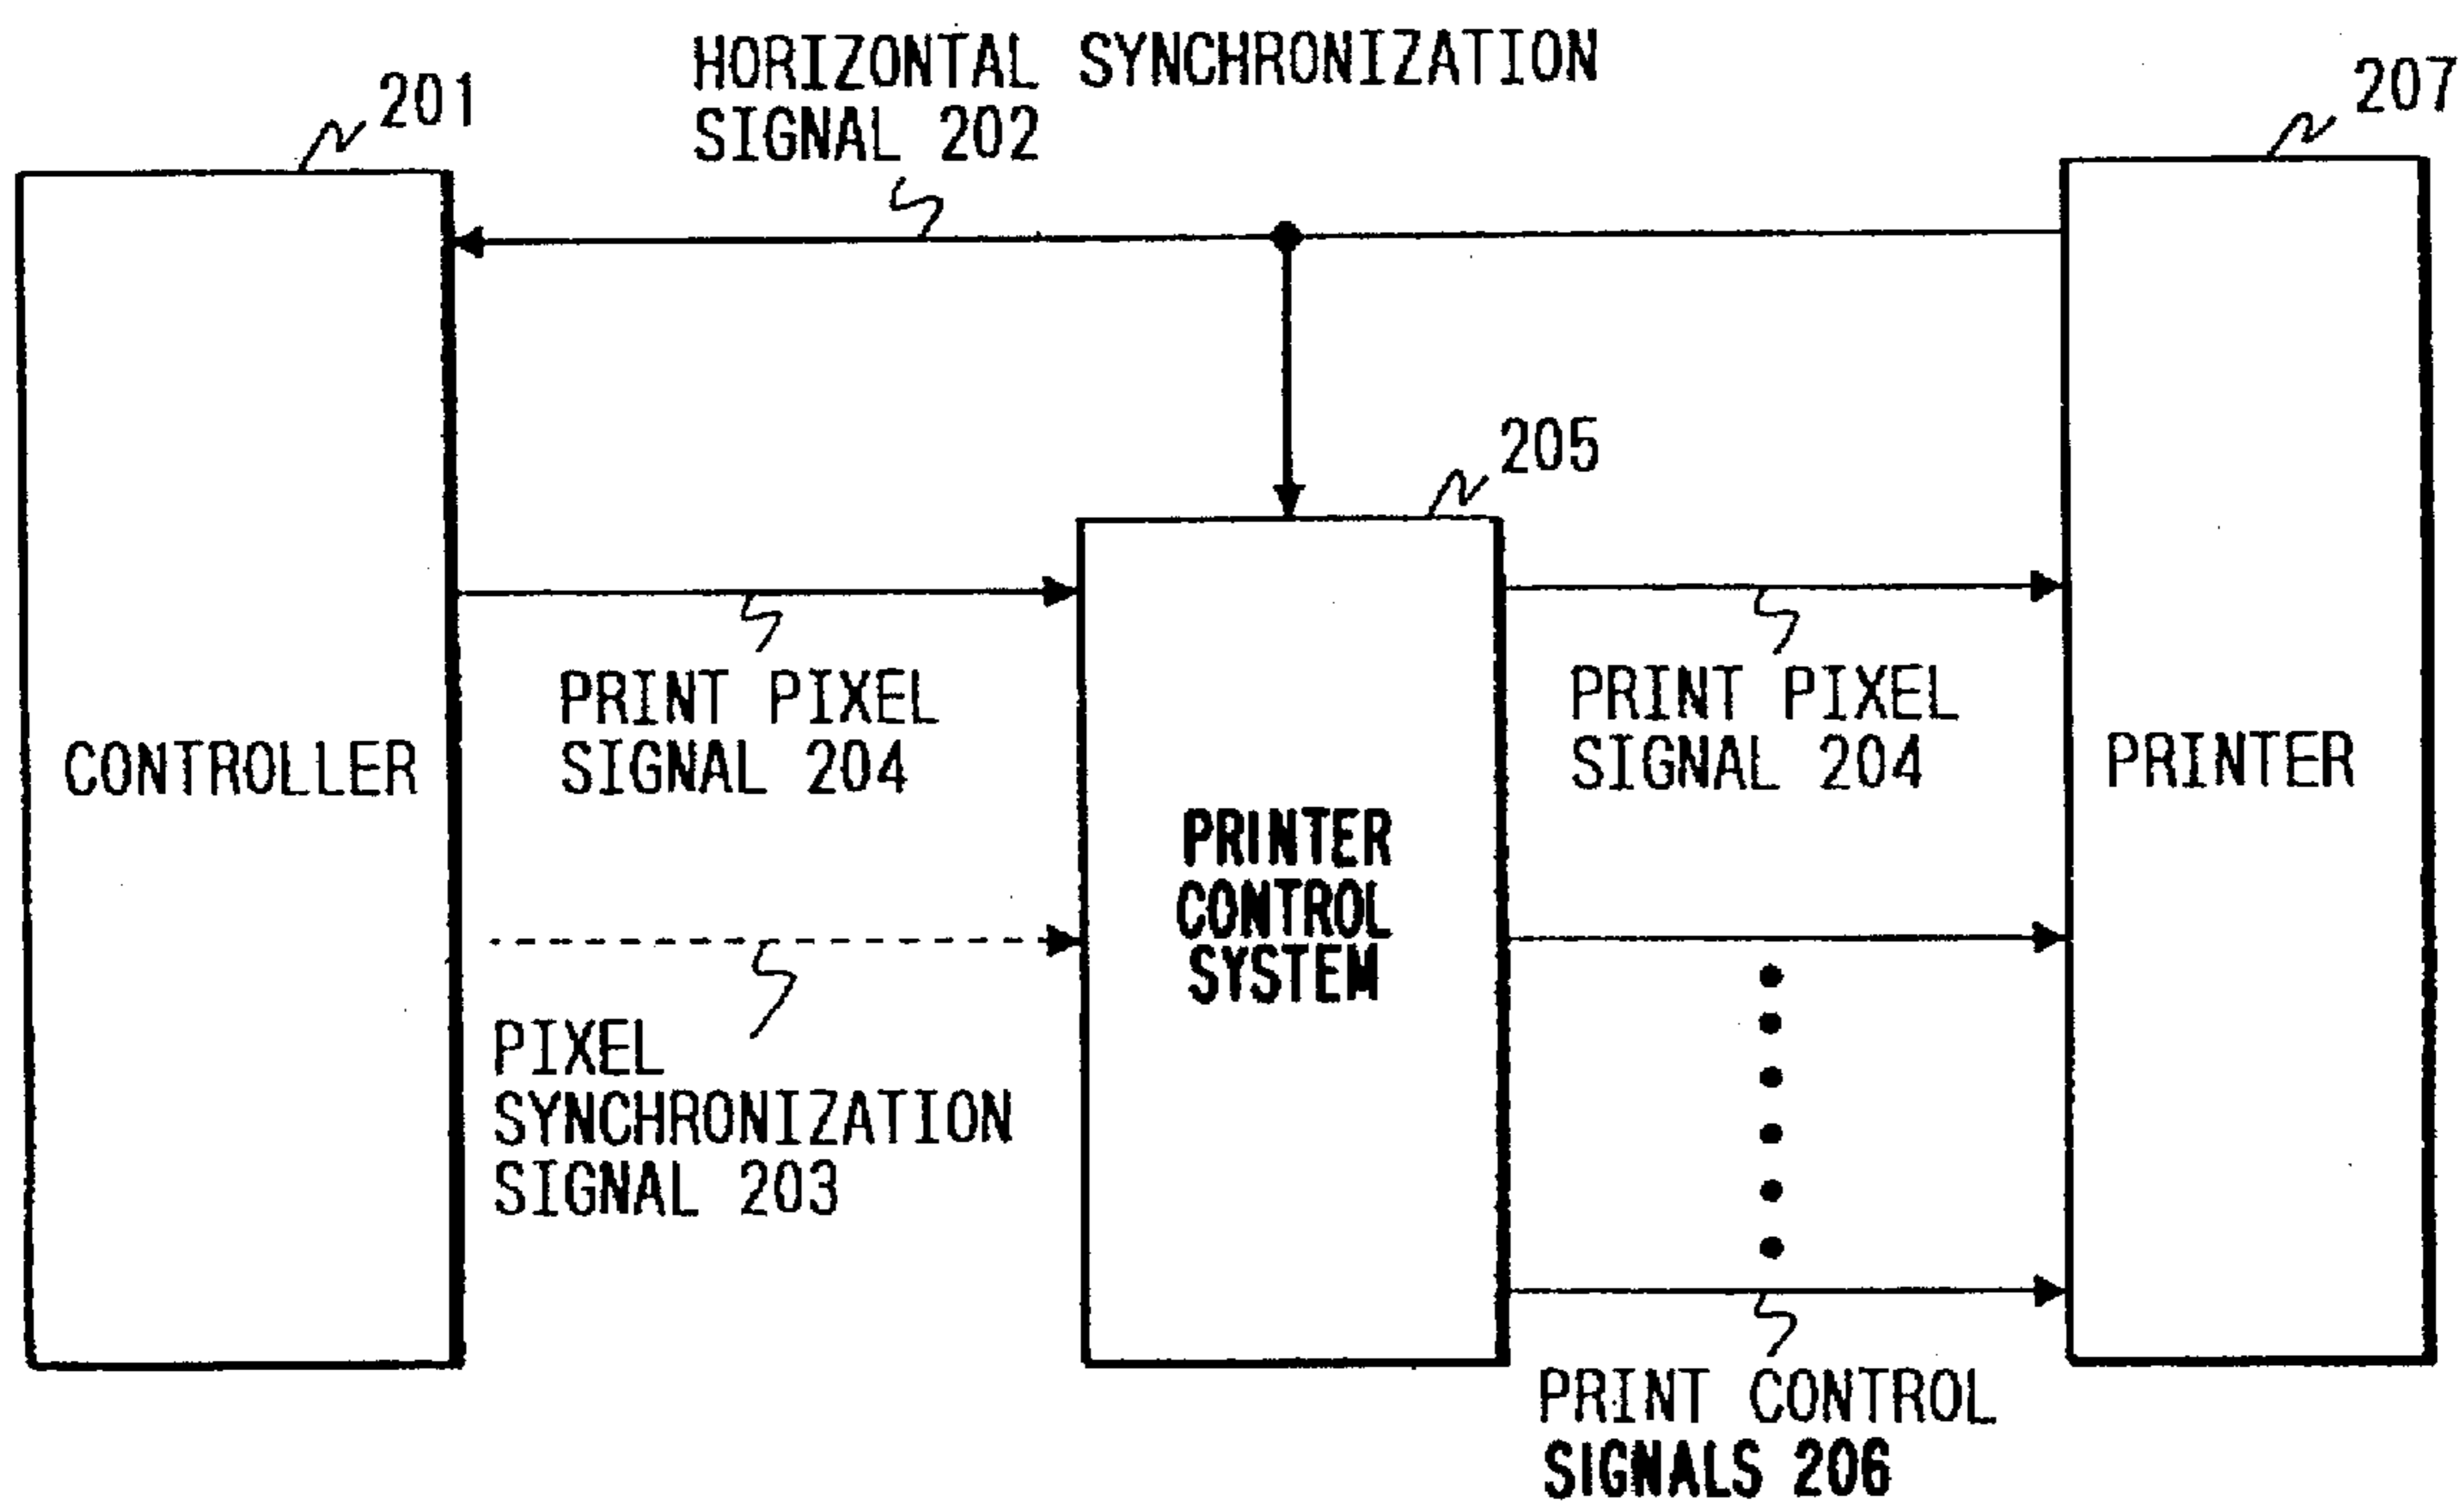 HORIZONTAL SYNCHRONIZATION
SIGNAL 202
201
207
205
PRINT PIXEL
SIGNAL 204
PRINT PIXEL
SIGNAL 204
CONTROLLER
PRINTER
PRINTER
CONTROL
SYSTEM
PIXEL
SYNCHRONIZATION
SIGNAL 203
PRINT CONTROL
SIGNALS 206